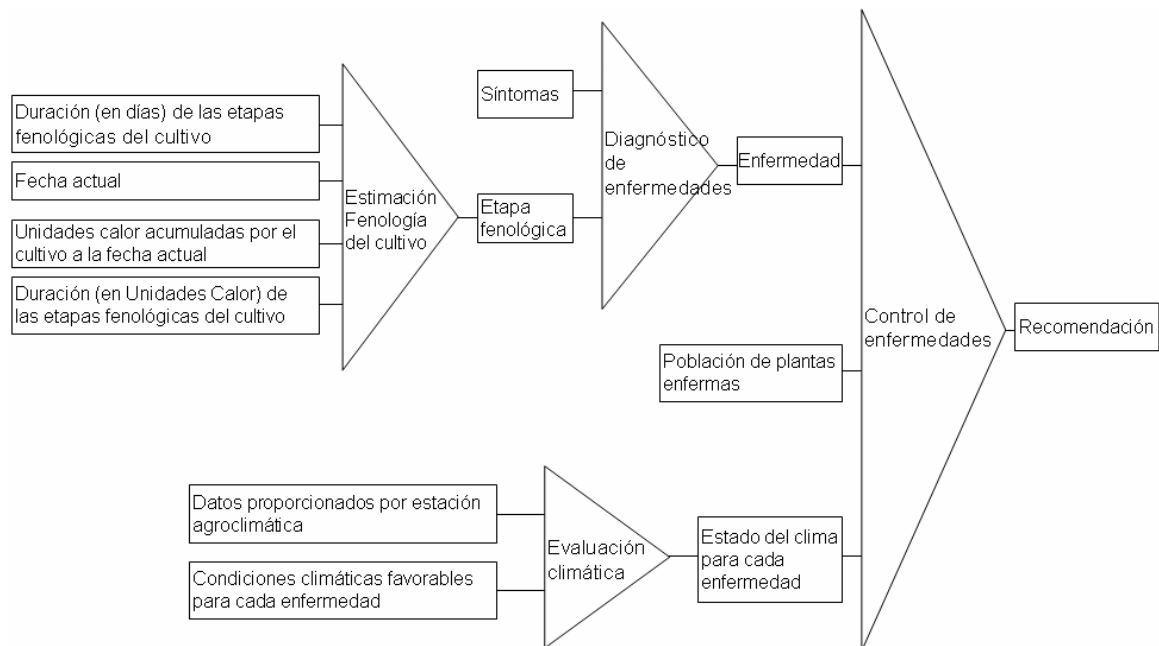 Duración (en días) de las etapas
fenológicas del cultivo
Fecha actual
Unidades calor acumuladas por el
cultivo a la fecha actual
Duración (en Unidades Calor) de
las etapas fenológicas del cultivo
Estimación
Fenología
del cultivo
Síntomas
Etapa
fenológica
Diagnóstico
de
enfermedades
Enfermedad
Población de plantas
enfermas
Datos proporcionados por estación
agroclimática
Condiciones climáticas favorables
para cada enfermedad
Evaluación
climática
Estado del clima
para cada
enfermedad
Control de
enfermedades
Recomendación